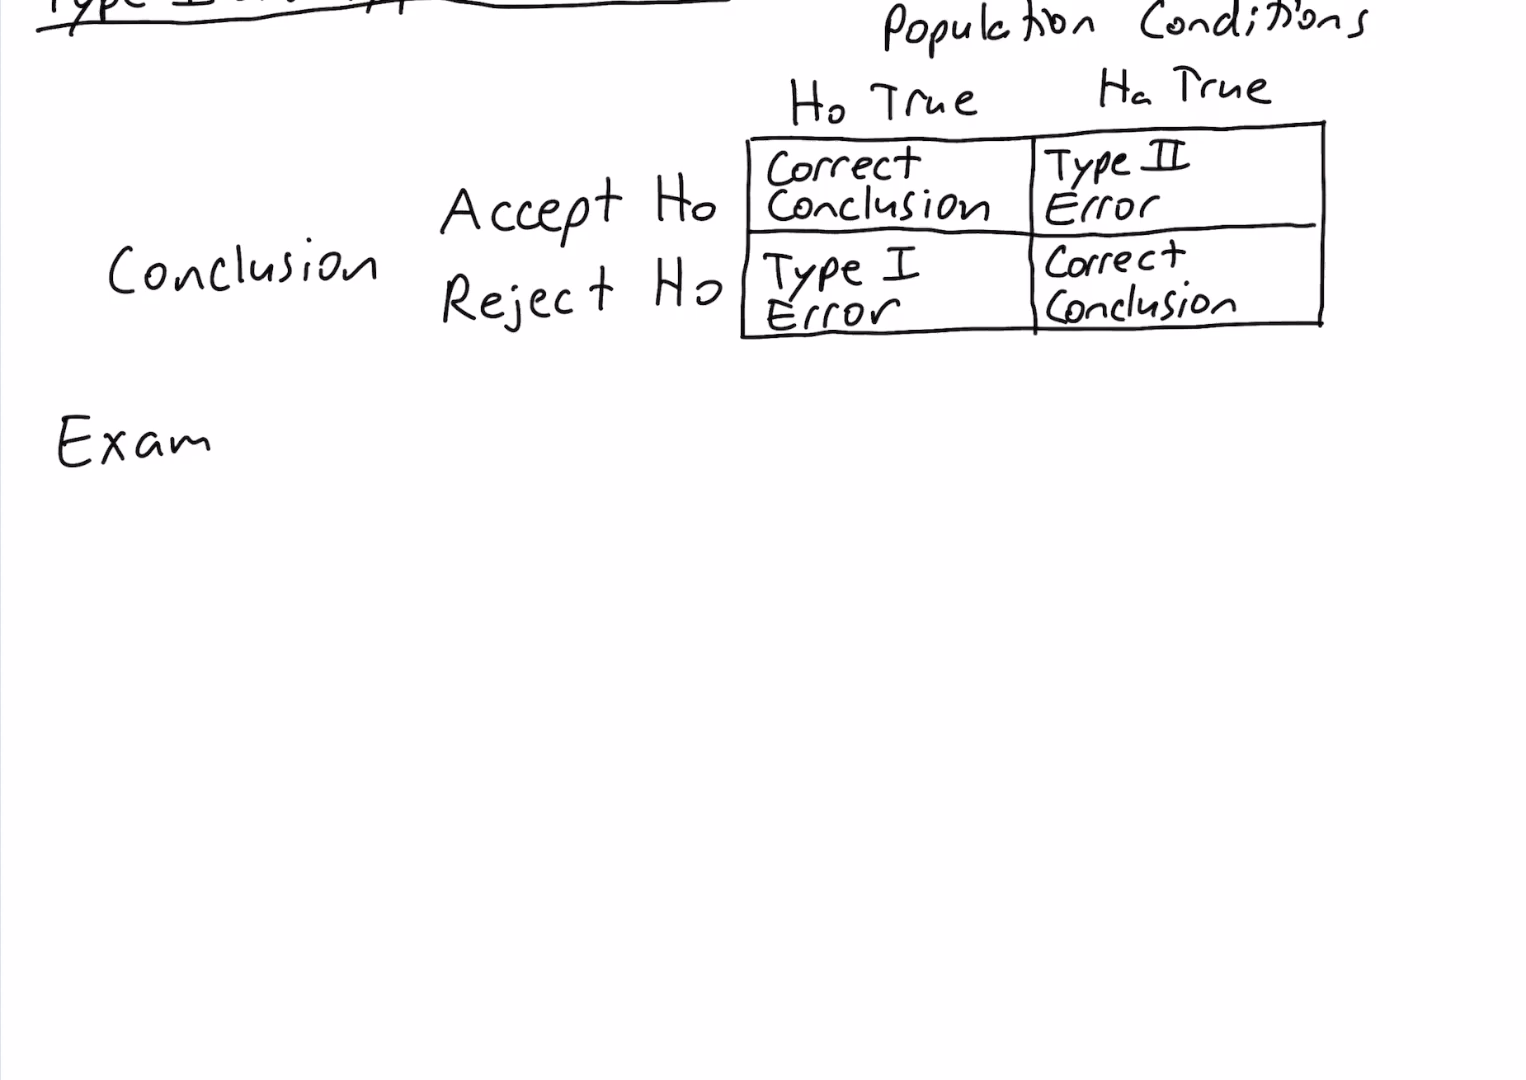 Type
Population Conditions
Ho True Ha True
Accept Ho Correct Conclusion Type II Error
Conclusion
Reject Ho Type I Error Correct Conclusion
Exam